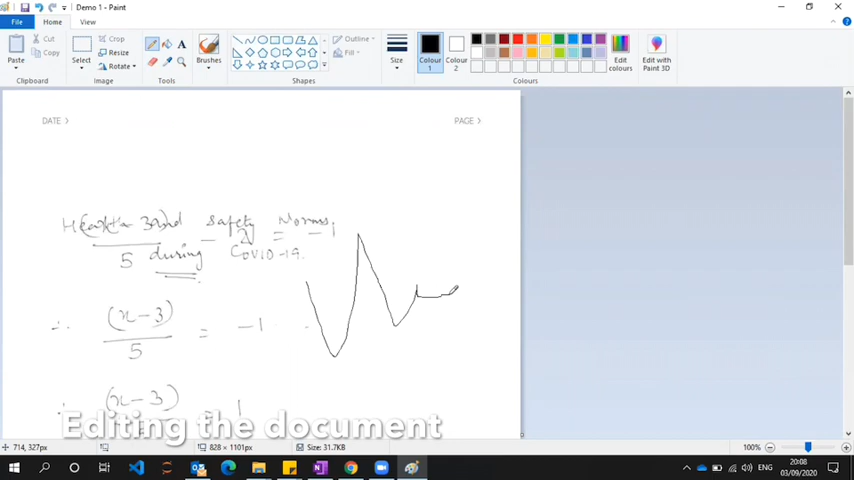 Demo 1 - Paint
File Home View
Paste
Cut
Copy
Clipboard
Select
Crop
Resize
Rotate
Image
Tools
Brushes
Shapes
Outline
Fill
Size
Colour 1
Colour 2
Colours
Edit colours
Edit with Paint 3D
DATE > PAGE >
and safety Norms
5 during COVID-19.
∴ (x-3)
5 = -1
∴ (x-3) 1
Editing the document
714, 327px 828 × 1101px Size: 31.7KB 100%
ENG 20:08
03/09/2020